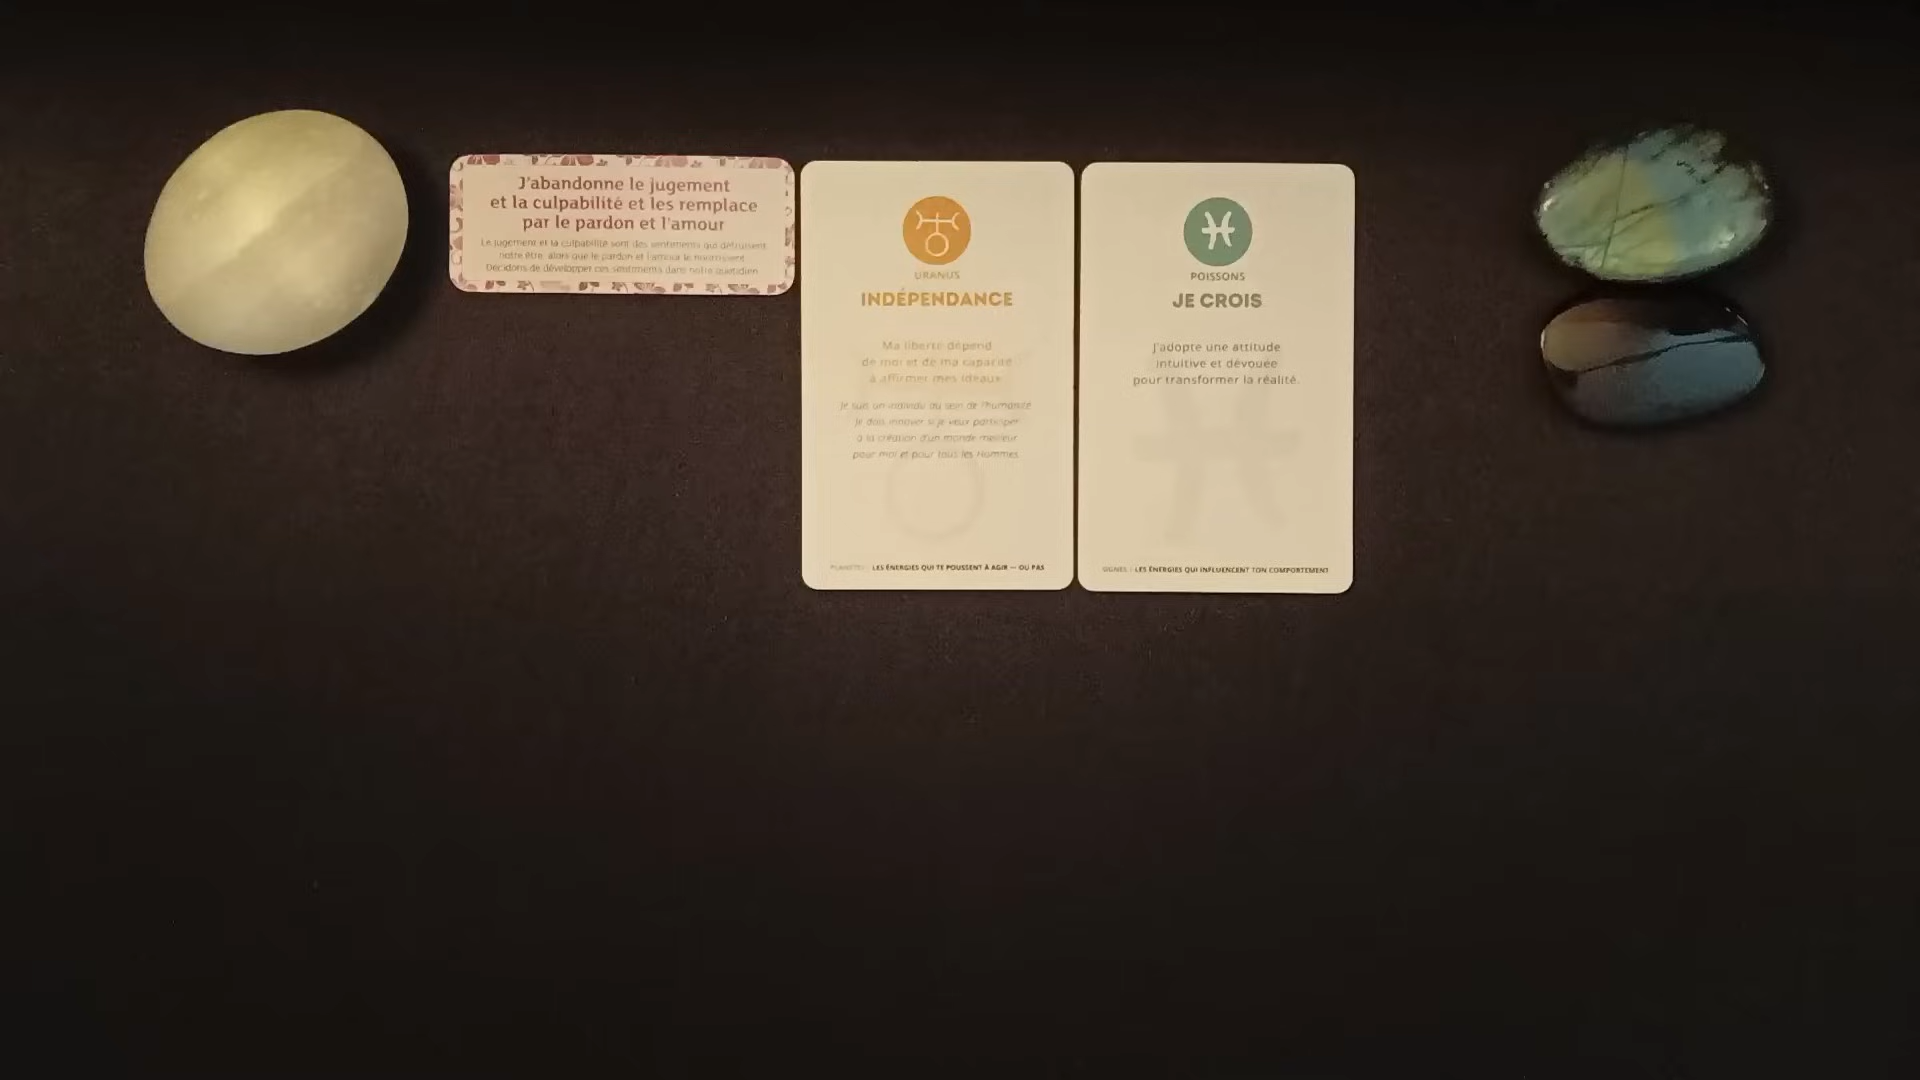 J'abandonne le jugement
et la culpabilité et les remplace
par le pardon et l'amour
Le jugement et la culpabilité sont des sentiments qui détruisent
notre être, alors que le pardon et l'amour le nourrissent.
Décidons de développer ces sentiments dans notre quotidien.
URANUS
INDÉPENDANCE
Ma liberté dépend
de moi et de ma capacité
à affirmer mes idéaux.
Je suis un individu au sein de l'humanité.
Je dois innover si je veux participer
à la création d'un monde meilleur
pour moi et pour tous les Hommes.
PLANÈTES | LES ÉNERGIES QUI TE POUSSENT À AGIR — OU PAS
POISSONS
JE CROIS
J'adopte une attitude
intuitive et dévouée
pour transformer la réalité.
SIGNES | LES ÉNERGIES QUI INFLUENCENT TON COMPORTEMENT